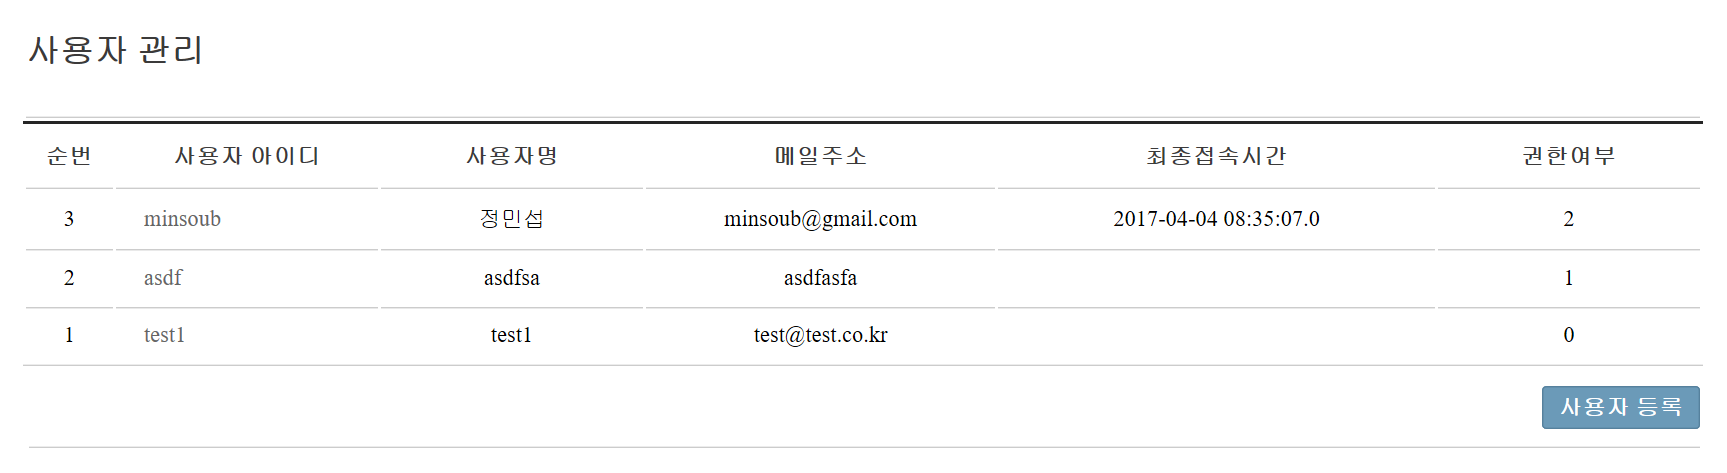 사용자 관리
순번 사용자 아이디 사용자명 메일주소 최종접속시간 권한여부
3 minsoub 정민섭 minsoub@gmail.com 2017-04-04 08:35:07.0 2
2 asdf asdfsa asdfasfa 1
1 test1 test1 test@test.co.kr 0
사용자 등록